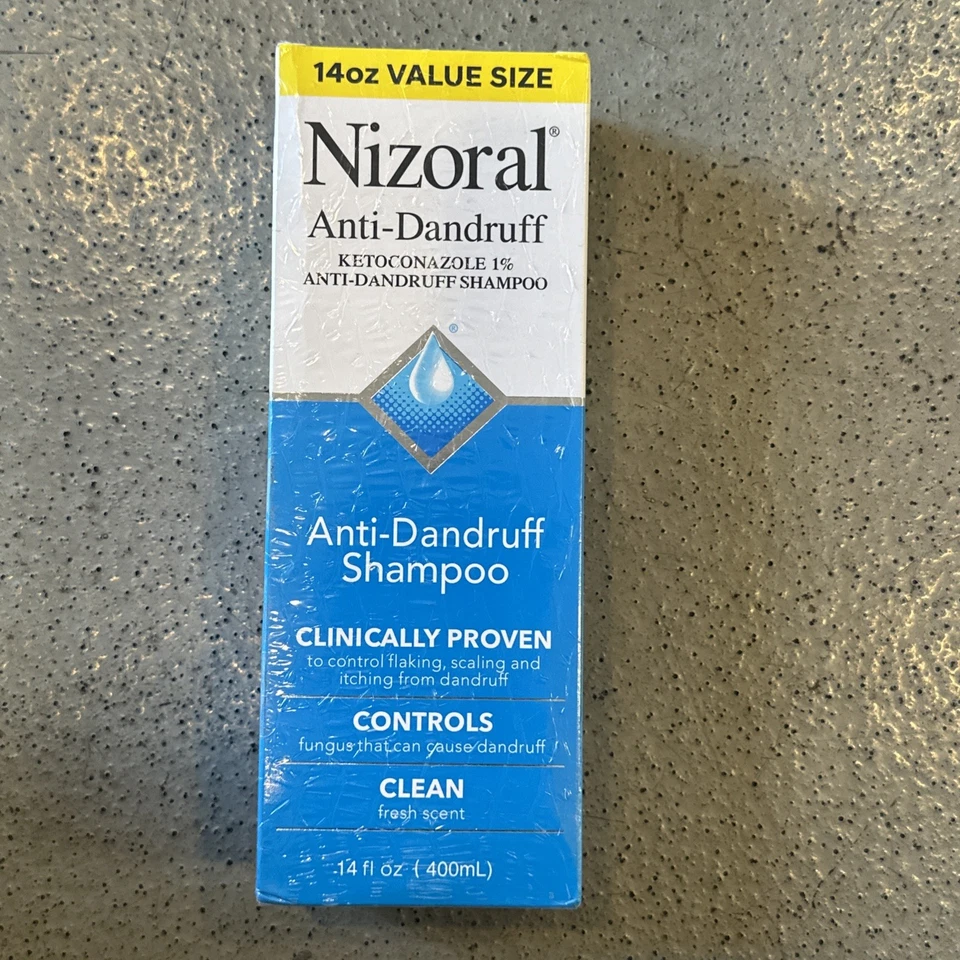 14oz VALUE SIZE
Nizoral®
Anti-Dandruff
KETOCONAZOLE 1%
ANTI-DANDRUFF SHAMPOO
®
Anti-Dandruff
Shampoo
CLINICALLY PROVEN
to control flaking, scaling and
itching from dandruff
CONTROLS
fungus that can cause dandruff
CLEAN
fresh scent
14 fl oz ( 400mL)